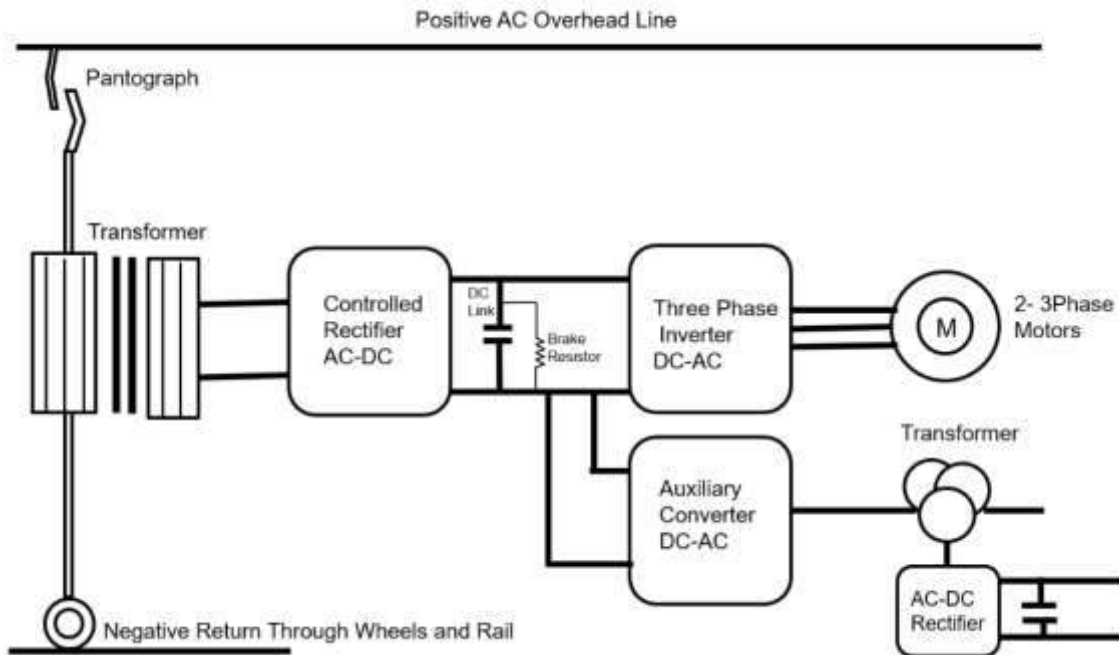 Positive AC Overhead Line
Pantograph
Transformer
Controlled
Rectifier
AC-DC
DC
Link
Brake
Resistor
Three Phase
Inverter
DC-AC
M
2- 3Phase
Motors
Transformer
Auxiliary
Converter
DC-AC
AC-DC
Rectifier
Negative Return Through Wheels and Rail